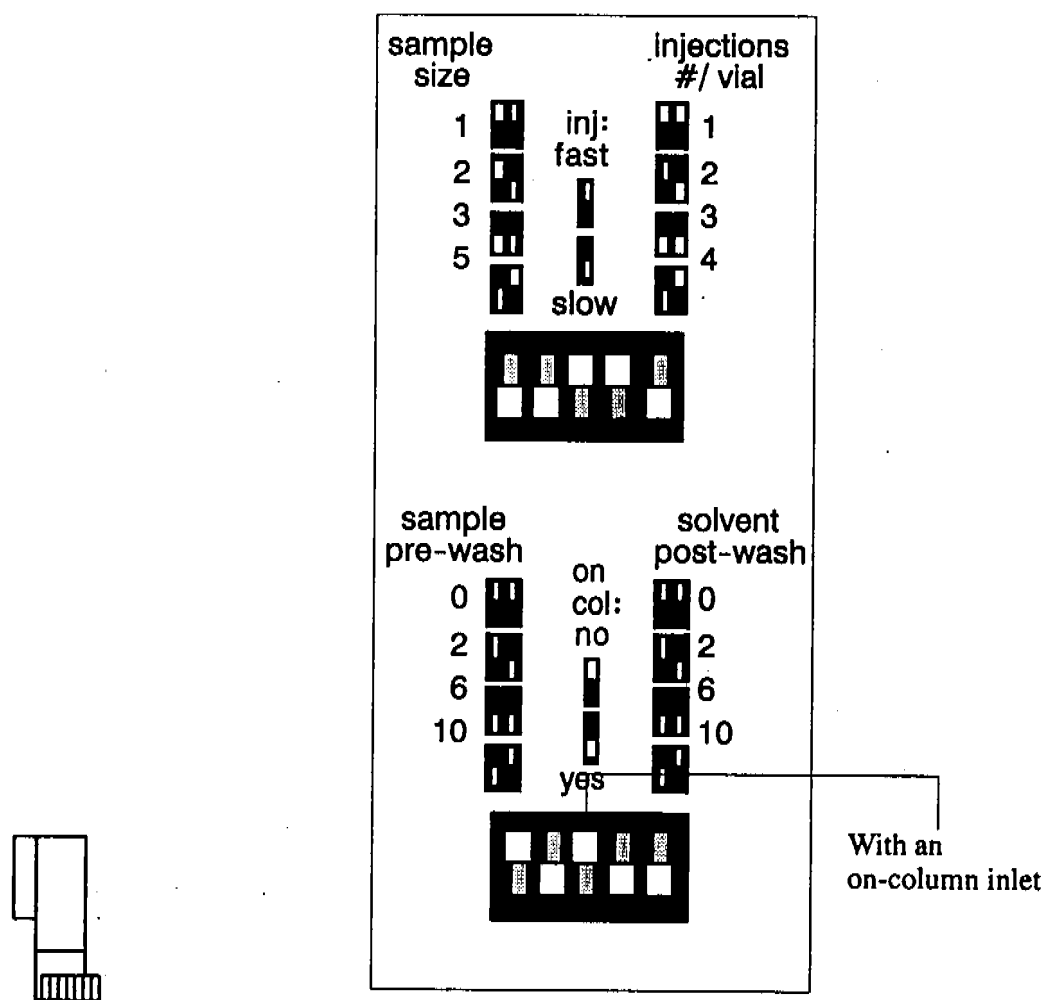 sample
size
1
2
3
5
inj:
fast
slow
injections
#/ vial
1
2
3
4
sample
pre-wash
0
2
6
10
on
col:
no
yes
solvent
post-wash
0
2
6
10
With an
on-column inlet